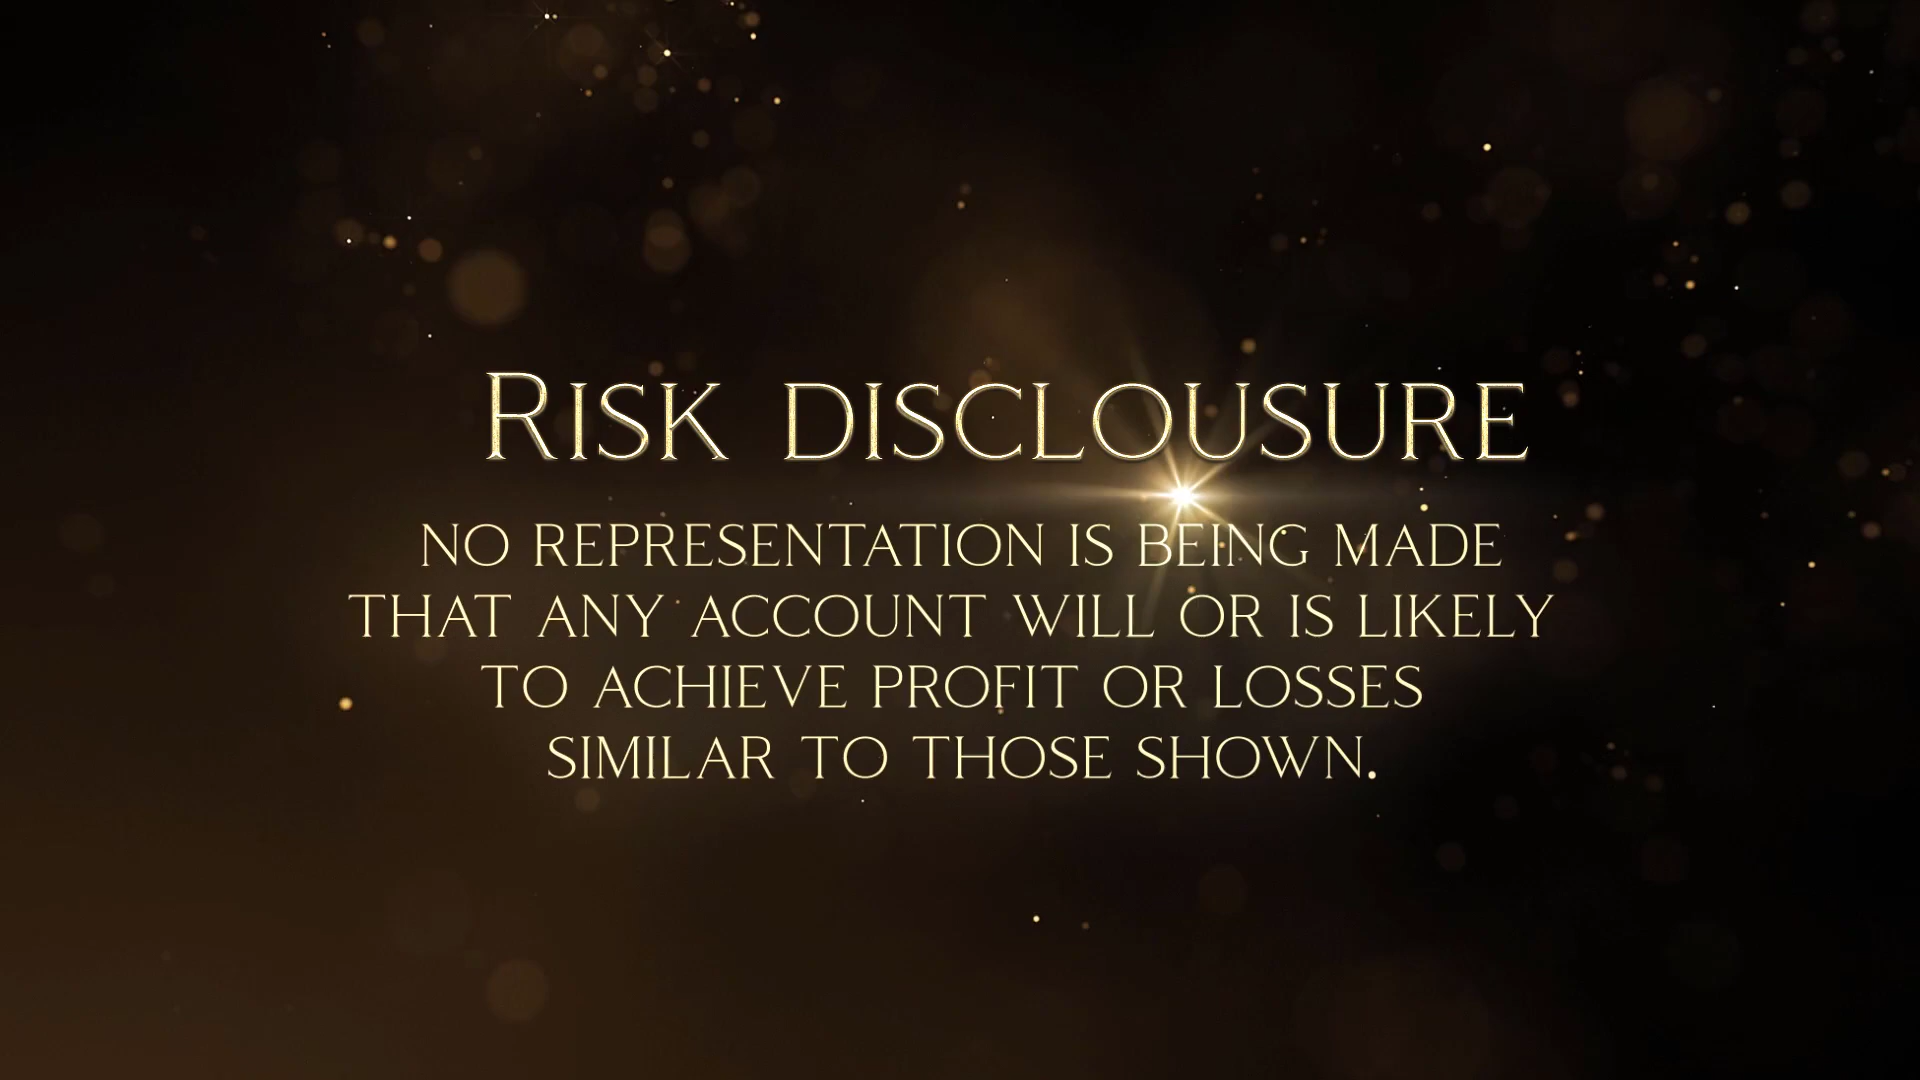 Risk disclousure
NO REPRESENTATION IS BEING MADE
THAT ANY ACCOUNT WILL OR IS LIKELY
TO ACHIEVE PROFIT OR LOSSES
SIMILAR TO THOSE SHOWN.